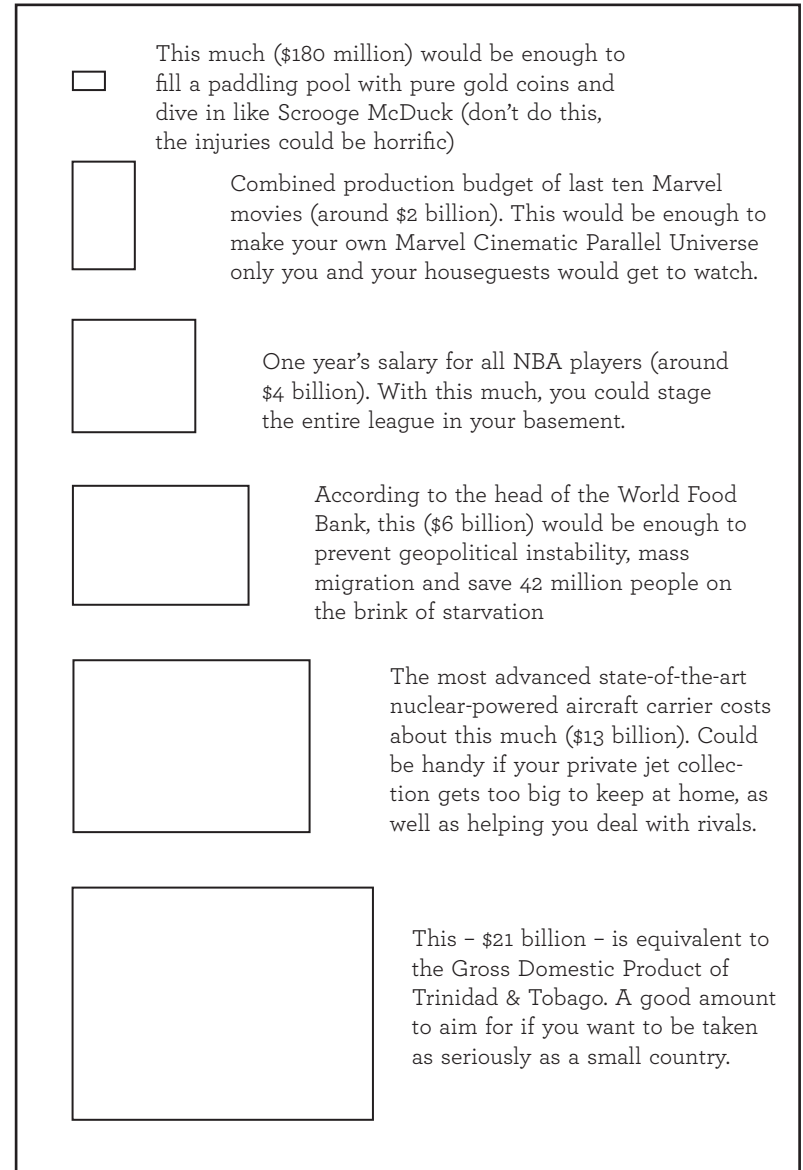 This much ($180 million) would be enough to
fill a paddling pool with pure gold coins and
dive in like Scrooge McDuck (don’t do this,
the injuries could be horrific)
Combined production budget of last ten Marvel
movies (around $2 billion). This would be enough to
make your own Marvel Cinematic Parallel Universe
only you and your houseguests would get to watch.
One year’s salary for all NBA players (around
$4 billion). With this much, you could stage
the entire league in your basement.
According to the head of the World Food
Bank, this ($6 billion) would be enough to
prevent geopolitical instability, mass
migration and save 42 million people on
the brink of starvation
The most advanced state-of-the-art
nuclear-powered aircraft carrier costs
about this much ($13 billion). Could
be handy if your private jet collec-
tion gets too big to keep at home, as
well as helping you deal with rivals.
This – $21 billion – is equivalent to
the Gross Domestic Product of
Trinidad & Tobago. A good amount
to aim for if you want to be taken
as seriously as a small country.